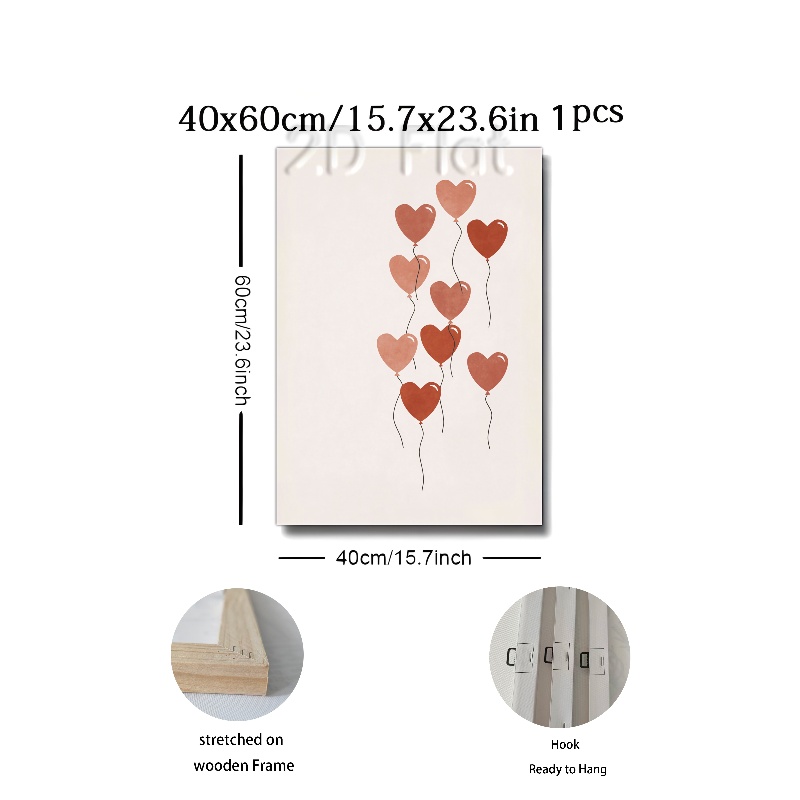 40x60cm/15.7x23.6in 1pcs
2D Flat
60cm/23.6inch
40cm/15.7inch
stretched on
wooden Frame
Hook
Ready to Hang